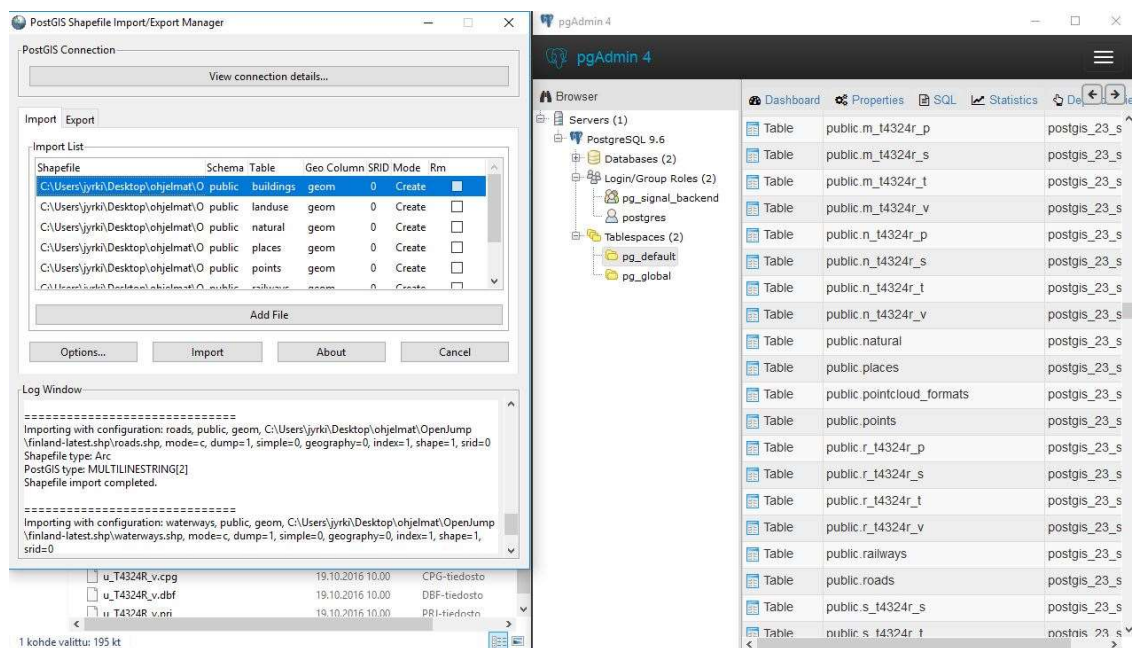 PostGIS Shapefile Import/Export Manager
PostGIS Connection
View connection details...
Import Export
Import List
Shapefile Schema Table Geo Column SRID Mode Rm
C:\Users\jyrki\Desktop\ohjelmat\O public buildings geom 0 Create
C:\Users\jyrki\Desktop\ohjelmat\O public landuse geom 0 Create
C:\Users\jyrki\Desktop\ohjelmat\O public natural geom 0 Create
C:\Users\jyrki\Desktop\ohjelmat\O public places geom 0 Create
C:\Users\jyrki\Desktop\ohjelmat\O public points geom 0 Create
C:\Users\jyrki\Desktop\ohjelmat\O public railways geom 0 Create
Add File
Options... Import About Cancel
Log Window
==============================
Importing with configuration: roads, public, geom, C:\Users\jyrki\Desktop\ohjelmat\OpenJump
\finland-latest.shp\roads.shp, mode=c, dump=1, simple=0, geography=0, index=1, shape=1, srid=0
Shapefile type: Arc
PostGIS type: MULTILINESTRING[2]
Shapefile import completed.
==============================
Importing with configuration: waterways, public, geom, C:\Users\jyrki\Desktop\ohjelmat\OpenJump
\finland-latest.shp\waterways.shp, mode=c, dump=1, simple=0, geography=0, index=1, shape=1,
srid=0
u_T4324R_v.cpg 19.10.2016 10.00 CPG-tiedosto
u_T4324R_v.dbf 19.10.2016 10.00 DBF-tiedosto
u_T4324R_v.prj 19.10.2016 10.00 PRJ-tiedosto
1 kohde valittu: 195 kt
pgAdmin 4
pgAdmin 4
Browser
Servers (1)
PostgreSQL 9.6
Databases (2)
Login/Group Roles (2)
pg_signal_backend
postgres
Tablespaces (2)
pg_default
pg_global
Dashboard Properties SQL Statistics De
Table public.m_t4324r_p postgis_23_s
Table public.m_t4324r_s postgis_23_s
Table public.m_t4324r_t postgis_23_s
Table public.m_t4324r_v postgis_23_s
Table public.n_t4324r_p postgis_23_s
Table public.n_t4324r_s postgis_23_s
Table public.n_t4324r_t postgis_23_s
Table public.n_t4324r_v postgis_23_s
Table public.natural postgis_23_s
Table public.places postgis_23_s
Table public.pointcloud_formats postgis_23_s
Table public.points postgis_23_s
Table public.r_t4324r_p postgis_23_s
Table public.r_t4324r_s postgis_23_s
Table public.r_t4324r_t postgis_23_s
Table public.r_t4324r_v postgis_23_s
Table public.railways postgis_23_s
Table public.roads postgis_23_s
Table public.s_t4324r_s postgis_23_s
Table public.s_t4324r_t postgis_23_s